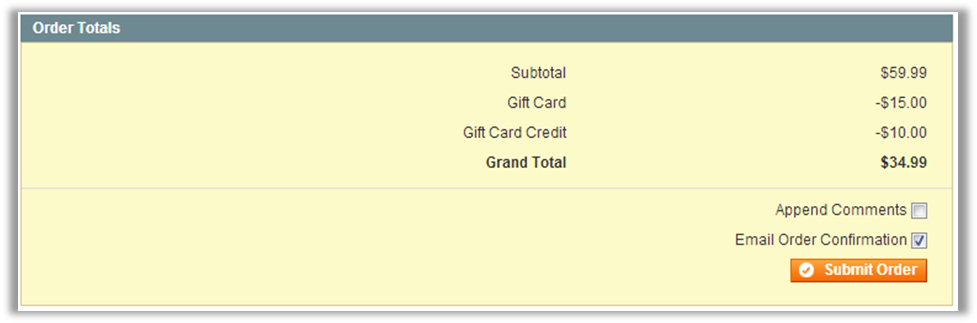 Order Totals
Subtotal $59.99
Gift Card -$15.00
Gift Card Credit -$10.00
Grand Total $34.99
Append Comments
Email Order Confirmation
Submit Order